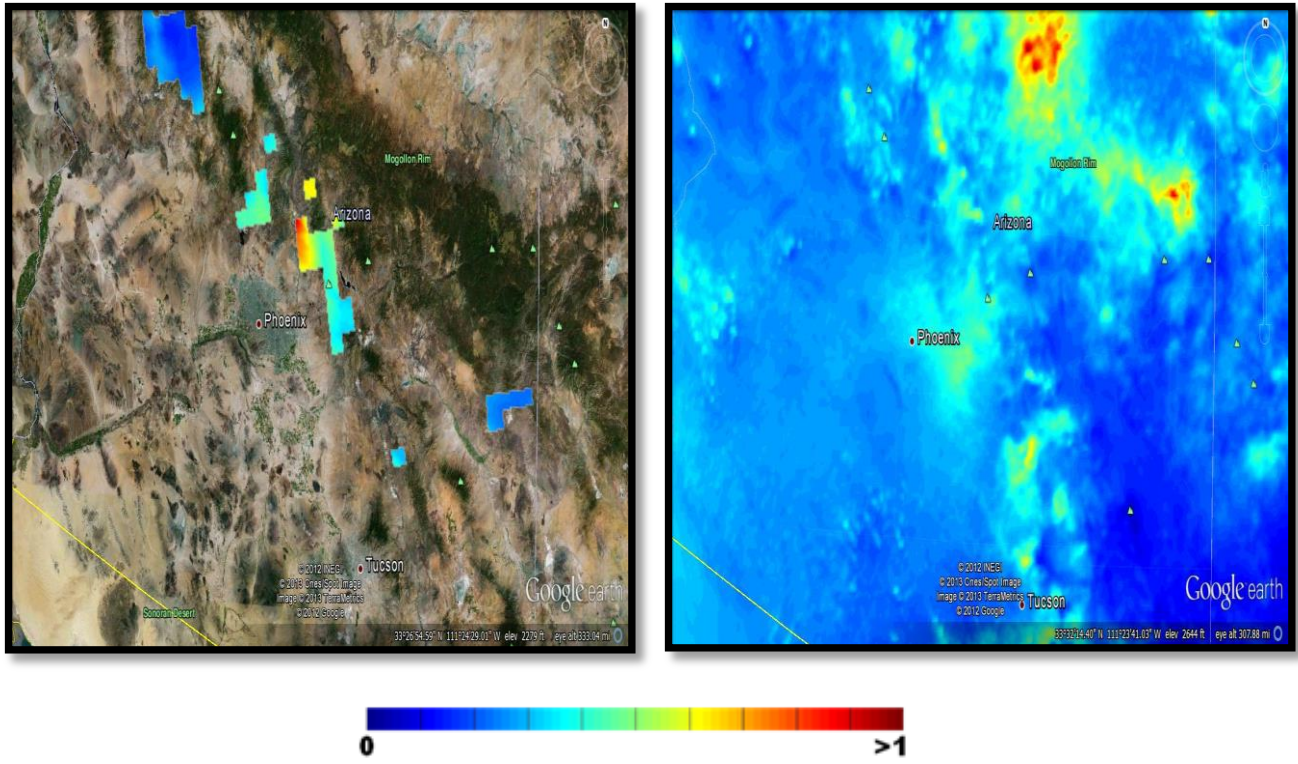 N
Mogollon Rim
Arizona
Phoenix
Tucson
© 2012 INEGI
© 2013 Cnes/Spot Image
Image © 2013 TerraMetrics
© 2012 Google
Google earth
Sonoran Desert
33°26'54.59" N 111°24'29.01" W elev 2279 ft eye alt 333.04 mi
N
Mogollon Rim
Arizona
Phoenix
© 2012 INEGI
© 2013 Cnes/Spot Image
Image © 2013 TerraMetrics
© 2012 Google
Tucson
Google earth
33°32'14.40" N 111°23'41.03" W elev 2644 ft eye alt 307.88 mi
0 >1